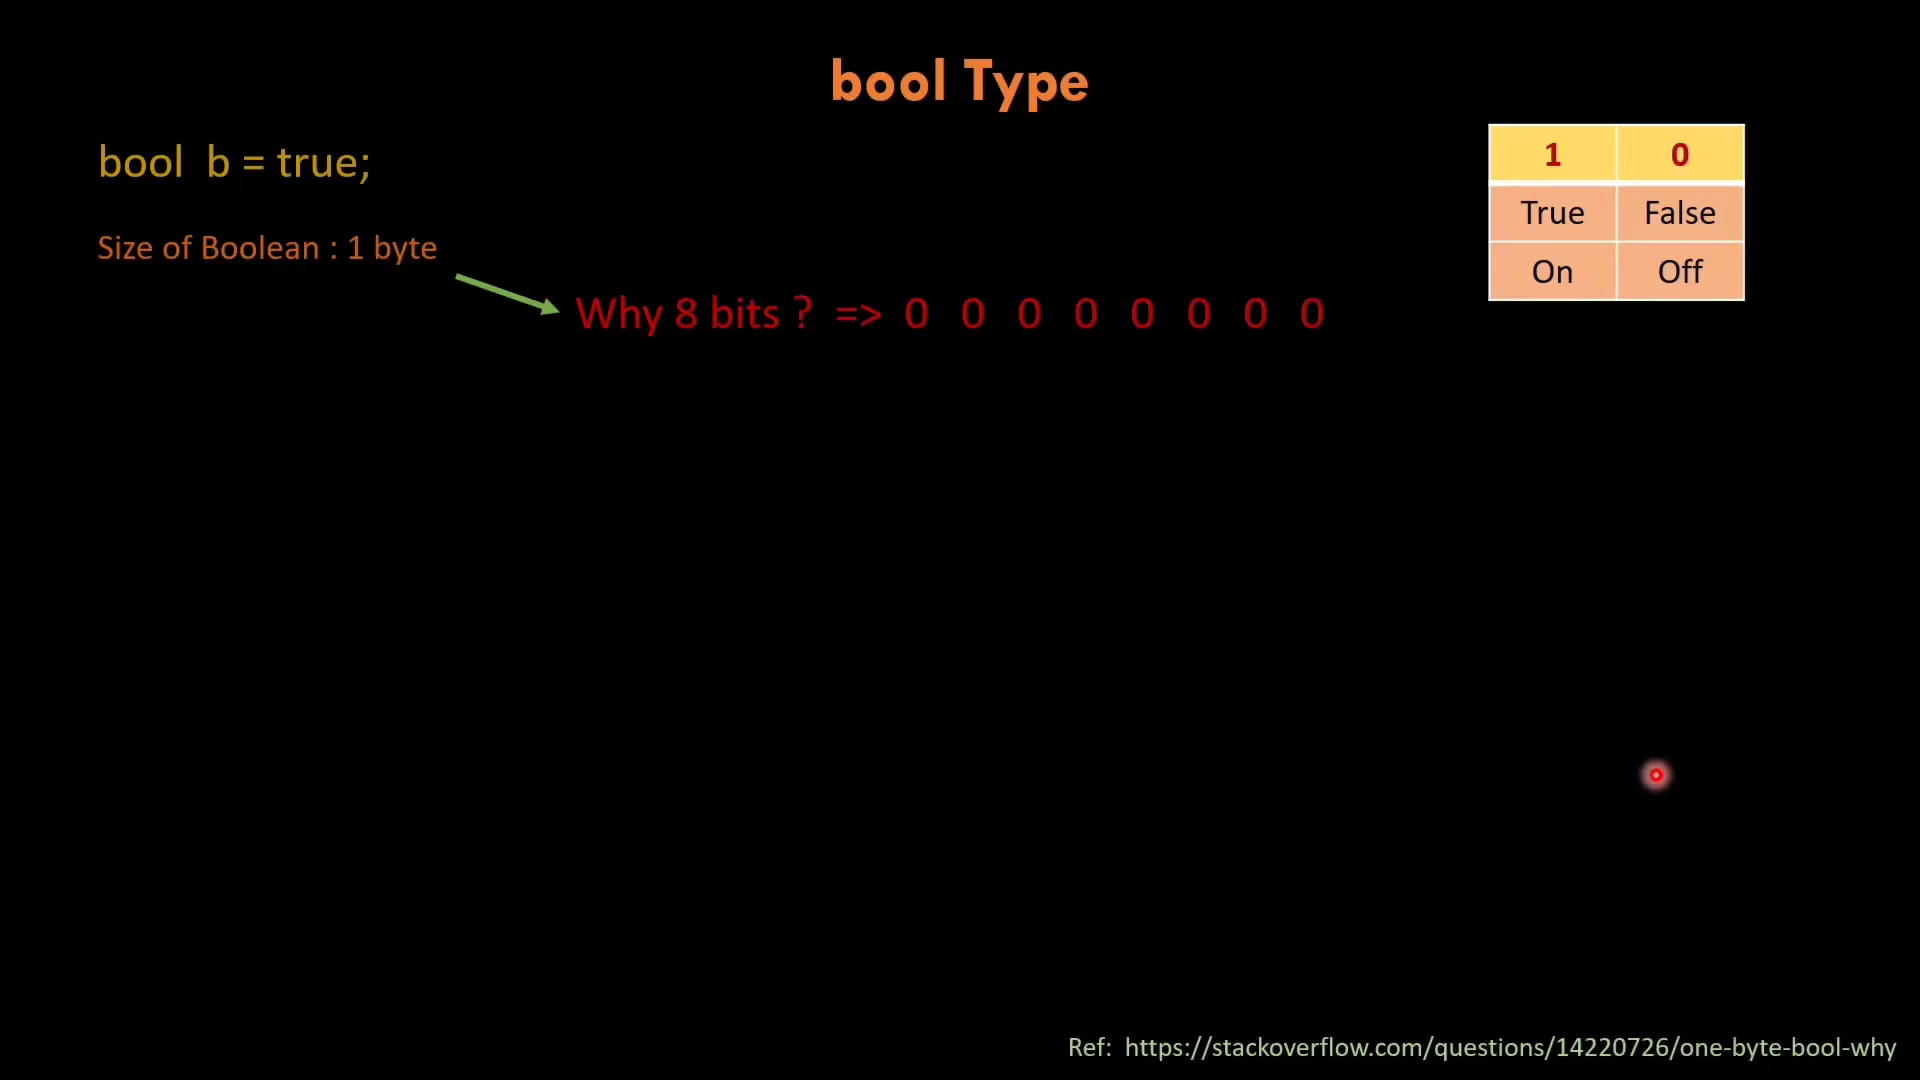 bool Type
bool b = true;
1 0
True False
On Off
Size of Boolean : 1 byte
Why 8 bits ? => 0 0 0 0 0 0 0 0
Ref: https://stackoverflow.com/questions/14220726/one-byte-bool-why